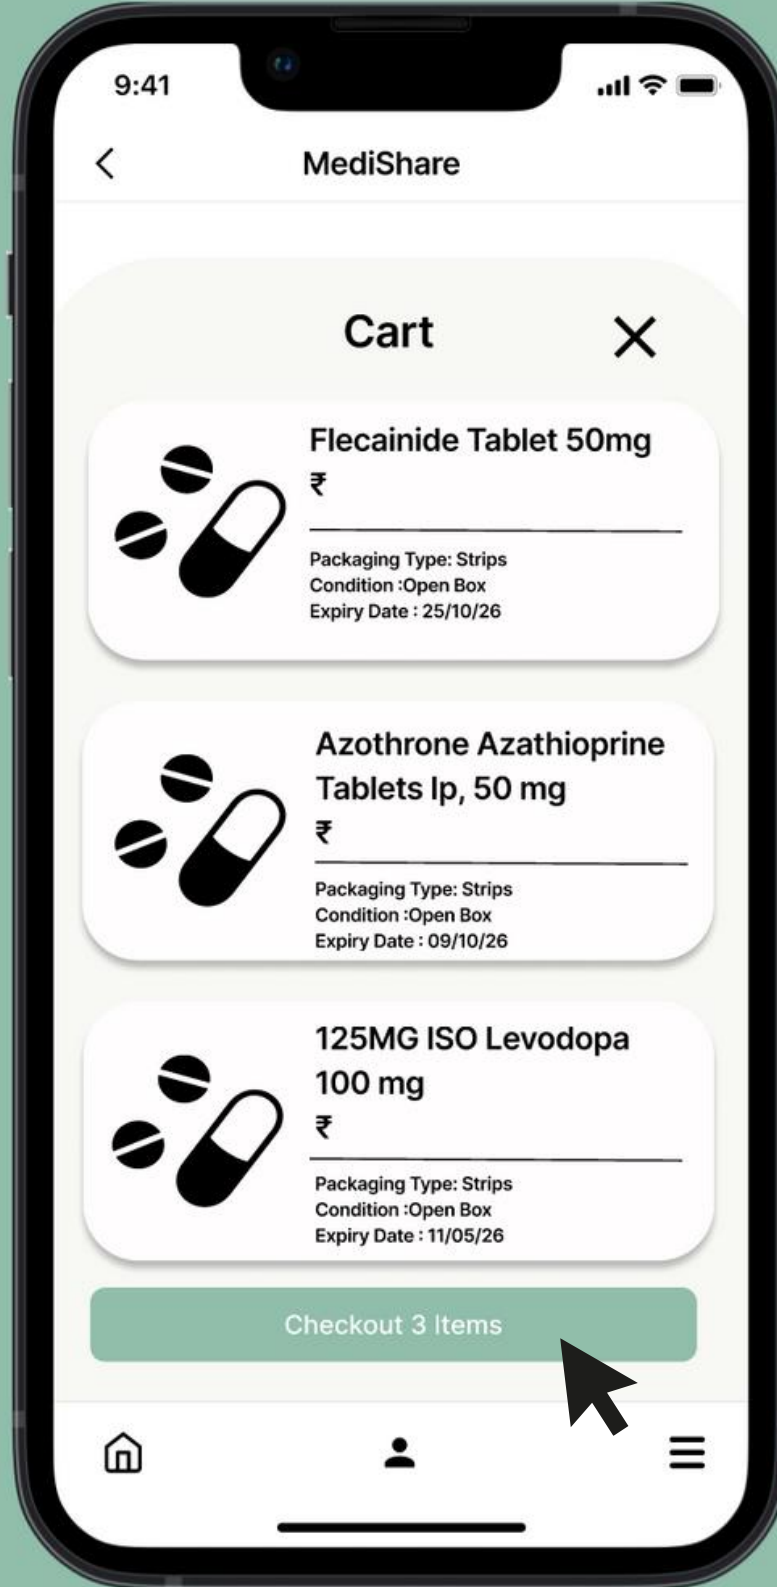 9:41
MediShare
Cart
Flecainide Tablet 50mg
₹
Packaging Type: Strips
Condition :Open Box
Expiry Date : 25/10/26
Azothrone Azathioprine
Tablets Ip, 50 mg
₹
Packaging Type: Strips
Condition :Open Box
Expiry Date : 09/10/26
125MG ISO Levodopa
100 mg
₹
Packaging Type: Strips
Condition :Open Box
Expiry Date : 11/05/26
Checkout 3 Items